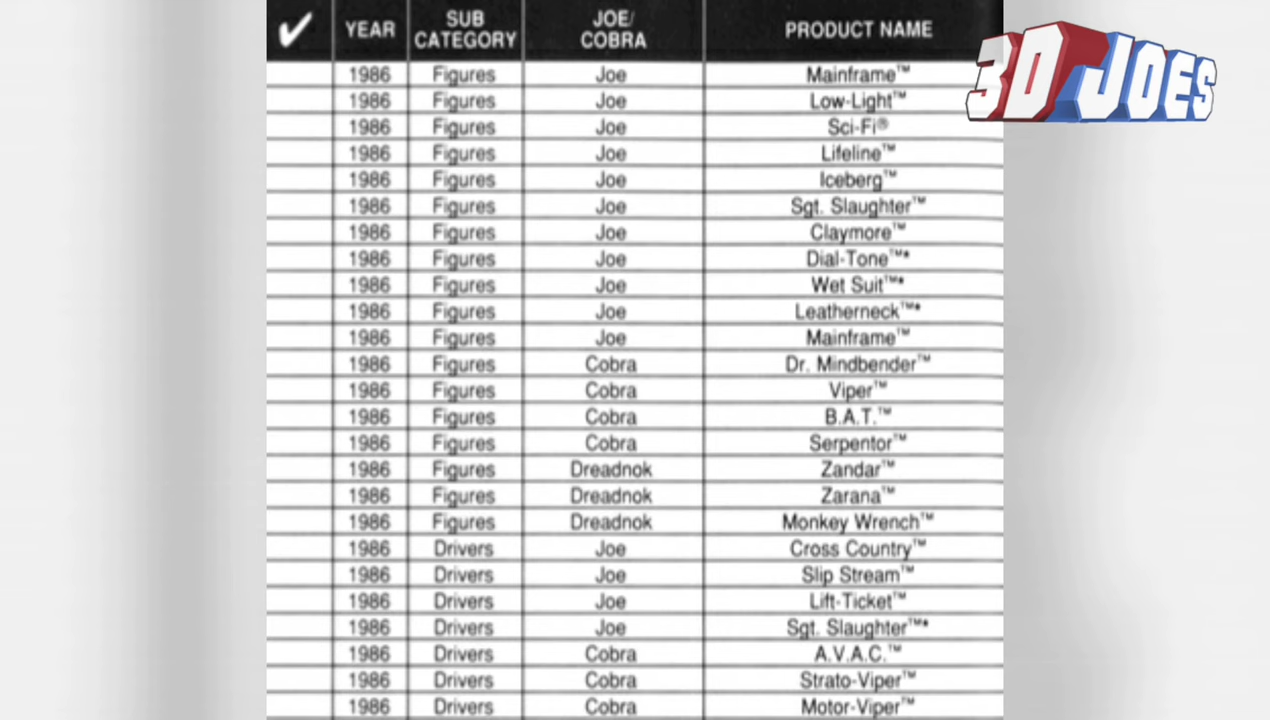 ✓ YEAR SUB CATEGORY JOE/ COBRA PRODUCT NAME
3D JOES
1986 Figures Joe Mainframe™
1986 Figures Joe Low-Light™
1986 Figures Joe Sci-Fi®
1986 Figures Joe Lifeline™
1986 Figures Joe Iceberg™
1986 Figures Joe Sgt. Slaughter™
1986 Figures Joe Claymore™
1986 Figures Joe Dial-Tone™*
1986 Figures Joe Wet Suit™*
1986 Figures Joe Leatherneck™*
1986 Figures Joe Mainframe™
1986 Figures Cobra Dr. Mindbender™
1986 Figures Cobra Viper™
1986 Figures Cobra B.A.T.™
1986 Figures Cobra Serpentor™
1986 Figures Dreadnok Zandar™
1986 Figures Dreadnok Zarana™
1986 Figures Dreadnok Monkey Wrench™
1986 Drivers Joe Cross Country™
1986 Drivers Joe Slip Stream™
1986 Drivers Joe Lift-Ticket™
1986 Drivers Joe Sgt. Slaughter™*
1986 Drivers Cobra A.V.A.C.™
1986 Drivers Cobra Strato-Viper™
1986 Drivers Cobra Motor-Viper™